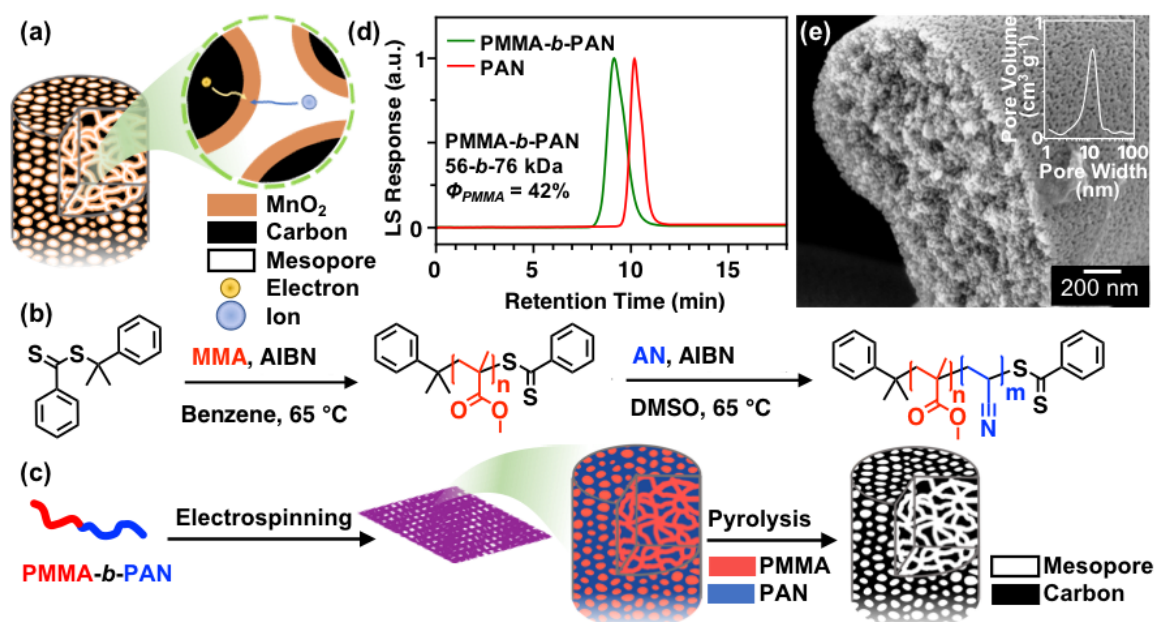 (a)
MnO2
Carbon
Mesopore
Electron
Ion
(d)
LS Response (a.u.)
1
0
PMMA-b-PAN
PAN
PMMA-b-PAN
56-b-76 kDa
ΦPMMA = 42%
0 5 10 15
Retention Time (min)
(e)
Pore Volume
(cm3 g-1)
1
0
1 10 100
Pore Width
(nm)
200 nm
(b)
S
S
MMA, AIBN
Benzene, 65 °C
n
S
S
O
O
AN, AIBN
DMSO, 65 °C
n
m
S
S
O
O
N
(c)
PMMA-b-PAN
Electrospinning
Pyrolysis
PMMA
PAN
Mesopore
Carbon